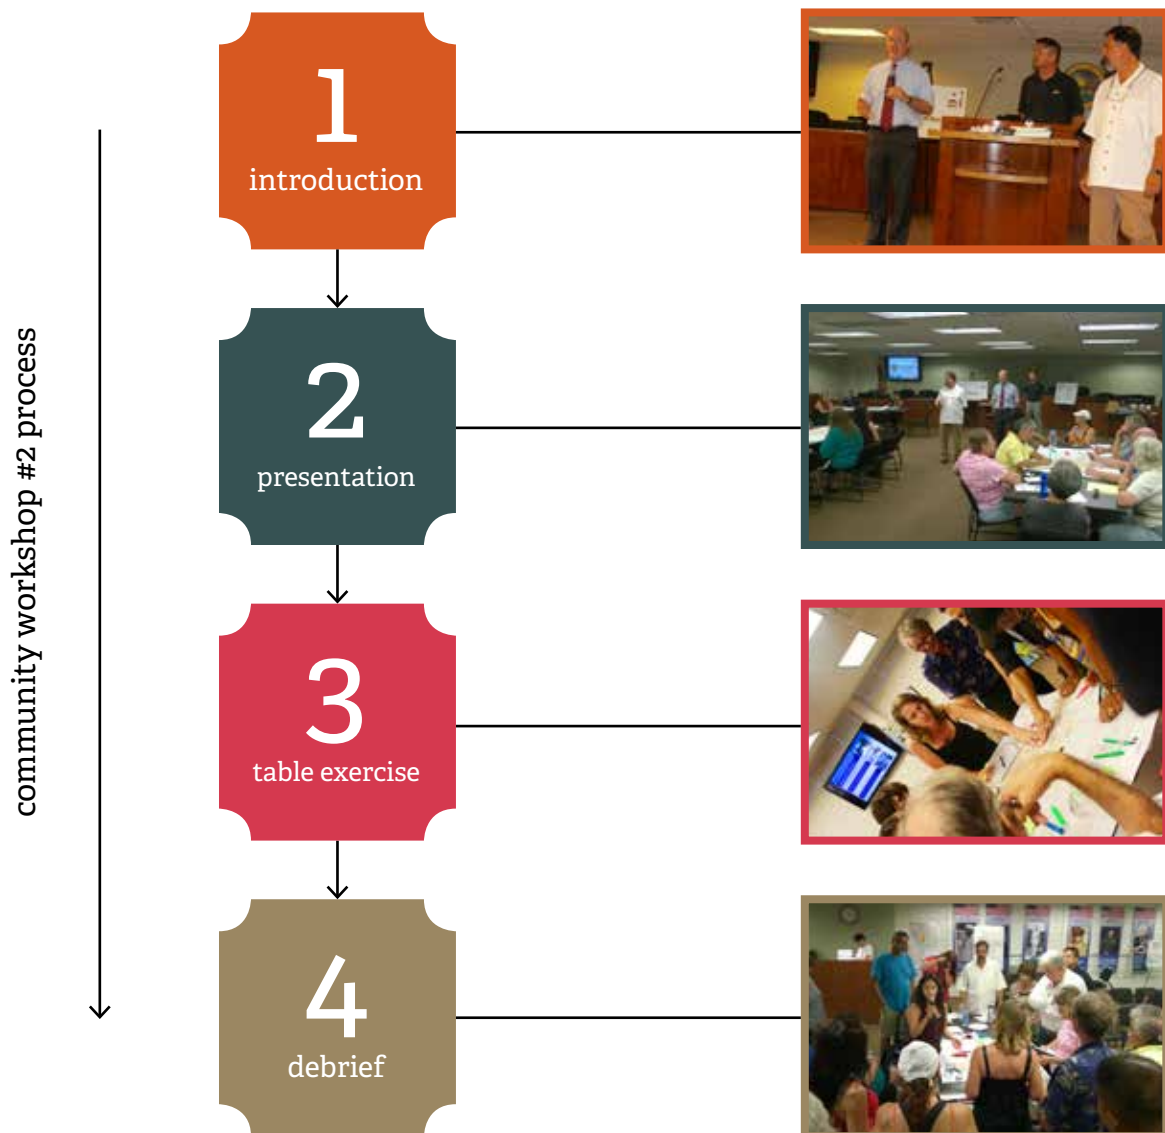 community workshop #2 process
1
introduction
2
presentation
3
table exercise
4
debrief